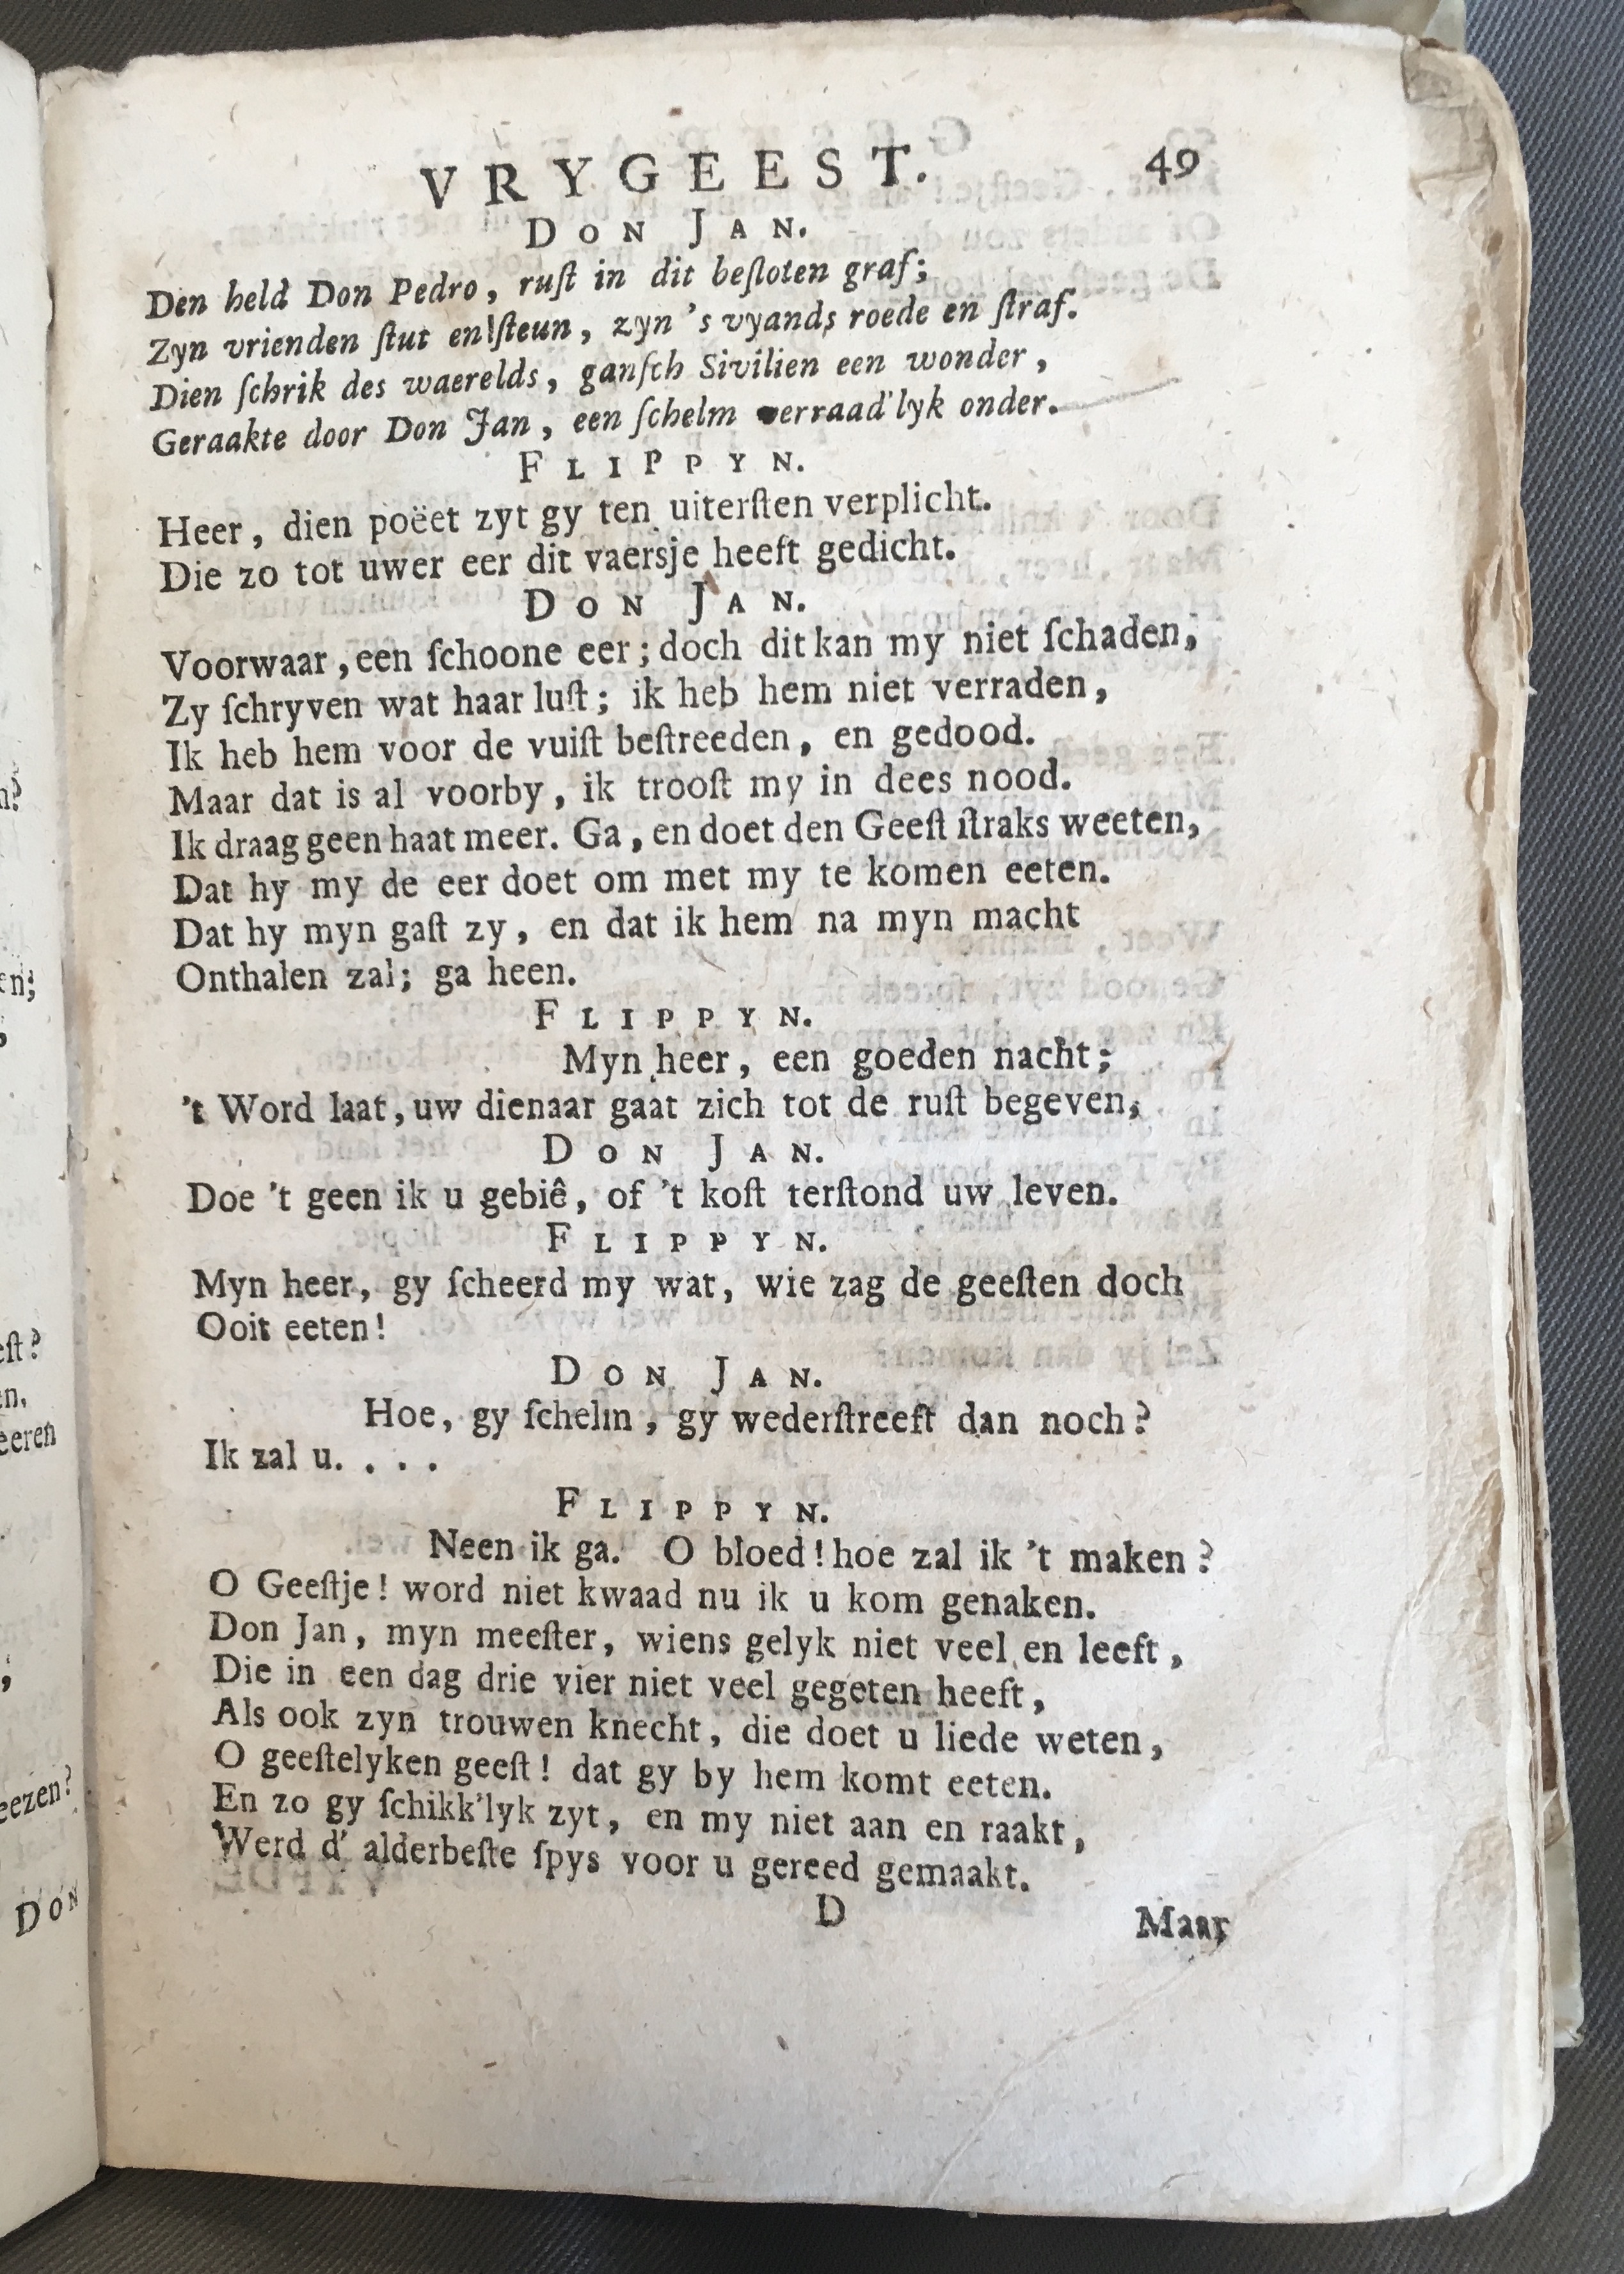 VRYGEEST. 49
DON JAN.
Den held Don Pedro, ruſt in dit beſloten graf;
Zyn vrienden ſtut en ſteun, zyn 's vyands roede en ſtraf.
Dien ſchrik des waerelds, ganſch Sivilien een wonder,
Geraakte door Don Jan, een ſchelm verraad'lyk onder.
FLIPPYN.
Heer, dien poëet zyt gy ten uiterſten verplicht.
Die zo tot uwer eer dit vaersje heeft gedicht.
DON JAN.
Voorwaar, een ſchoone eer; doch dit kan my niet ſchaden,
Zy ſchryven wat haar luſt; ik heb hem niet verraden,
Ik heb hem voor de vuiſt beſtreeden, en gedood.
Maar dat is al voorby, ik trooſt my in dees nood.
Ik draag geen haat meer. Ga, en doet den Geeſt ſtraks weeten,
Dat hy my de eer doet om met my te komen eeten.
Dat hy myn gaſt zy, en dat ik hem na myn macht
Onthalen zal; ga heen.
FLIPPYN.
Myn heer, een goeden nacht;
't Word laat, uw dienaar gaat zich tot de ruſt begeven,
DON JAN.
Doe 't geen ik u gebiê, of 't koſt terſtond uw leven.
FLIPPYN.
Myn heer, gy ſcheerd my wat, wie zag de geeſten doch
Ooit eeten!
DON JAN.
Hoe, gy ſchelm, gy wederſtreeft dan noch?
Ik zal u. . . .
FLIPPYN.
Neen ik ga. O bloed! hoe zal ik 't maken?
O Geeſtje! word niet kwaad nu ik u kom genaken.
Don Jan, myn meeſter, wiens gelyk niet veel en leeft,
Die in een dag drie vier niet veel gegeten heeft,
Als ook zyn trouwen knecht, die doet u liede weten,
O geeſtelyken geeſt! dat gy by hem komt eeten.
En zo gy ſchikk'lyk zyt, en my niet aan en raakt,
Werd d' alderbeſte ſpys voor u gereed gemaakt.
D Maar